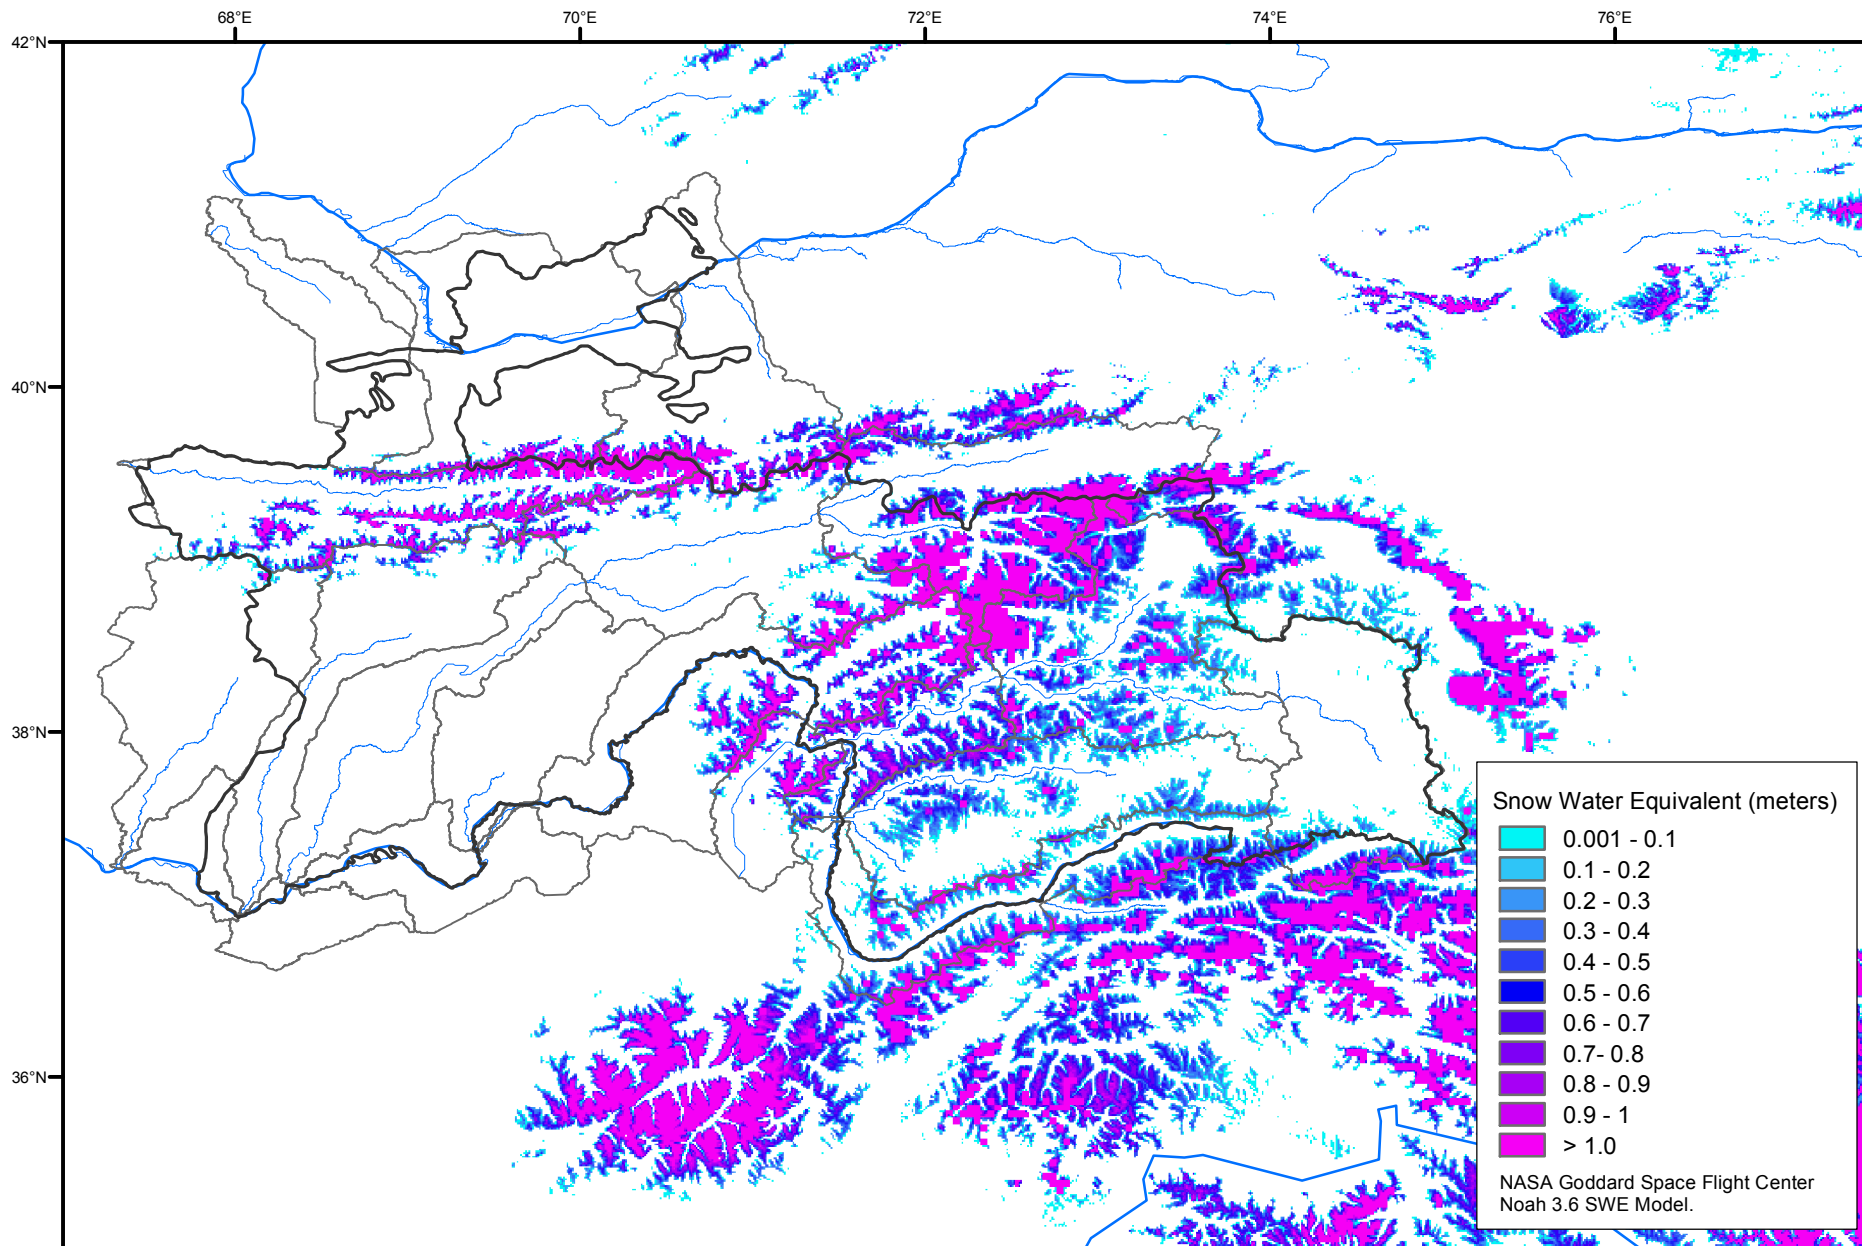 68°E 70°E 72°E 74°E 76°E
42°N
40°N
38°N
36°N
Snow Water Equivalent (meters)
0.001 - 0.1
0.1 - 0.2
0.2 - 0.3
0.3 - 0.4
0.4 - 0.5
0.5 - 0.6
0.6 - 0.7
0.7- 0.8
0.8 - 0.9
0.9 - 1
> 1.0
NASA Goddard Space Flight Center
Noah 3.6 SWE Model.